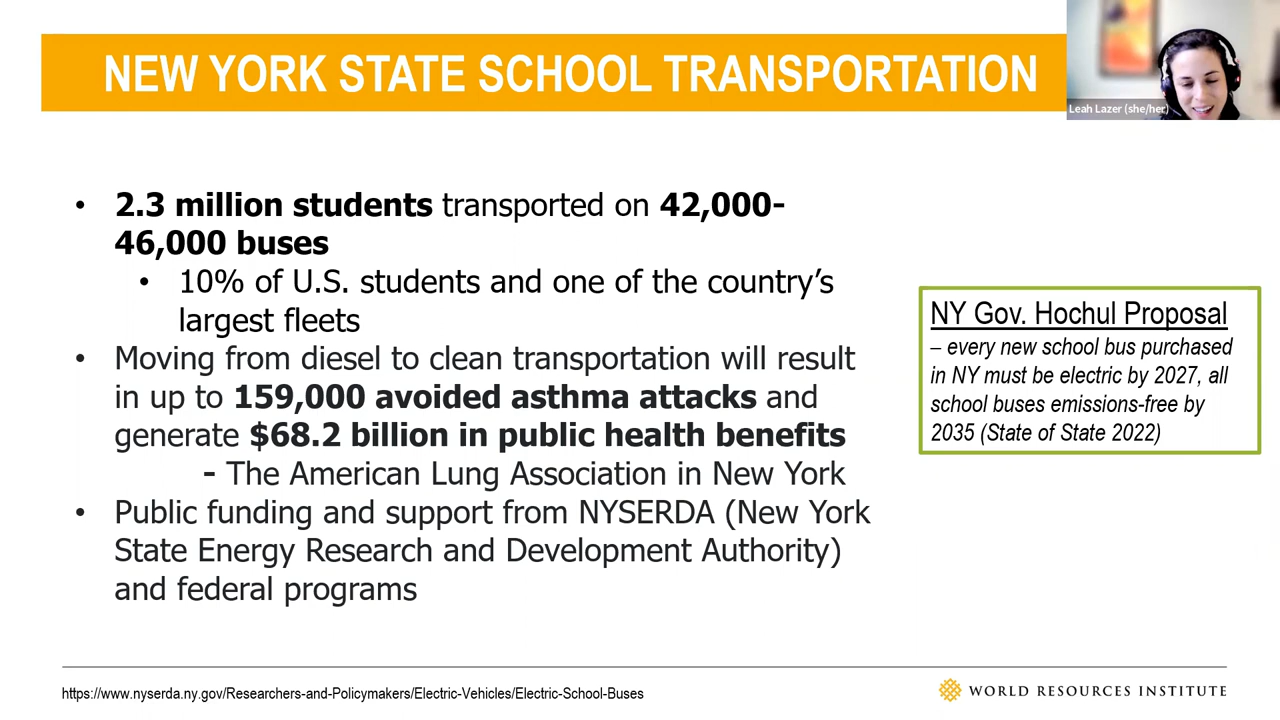 NEW YORK STATE SCHOOL TRANSPORTATION
Leah Lazer (she/her)
• 2.3 million students transported on 42,000-
46,000 buses
• 10% of U.S. students and one of the country’s
largest fleets
• Moving from diesel to clean transportation will result
in up to 159,000 avoided asthma attacks and
generate $68.2 billion in public health benefits
- The American Lung Association in New York
• Public funding and support from NYSERDA (New York
State Energy Research and Development Authority)
and federal programs
NY Gov. Hochul Proposal
– every new school bus purchased
in NY must be electric by 2027, all
school buses emissions-free by
2035 (State of State 2022)
https://www.nyserda.ny.gov/Researchers-and-Policymakers/Electric-Vehicles/Electric-School-Buses
WORLD RESOURCES INSTITUTE